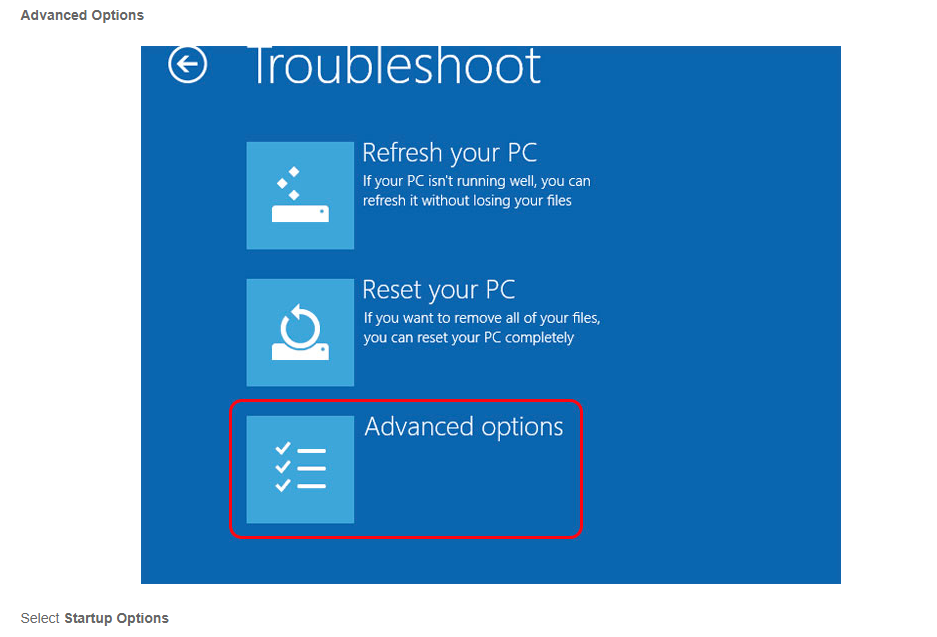 Advanced Options
Troubleshoot
Refresh your PC
If your PC isn't running well, you can
refresh it without losing your files
Reset your PC
If you want to remove all of your files,
you can reset your PC completely
Advanced options
Select Startup Options